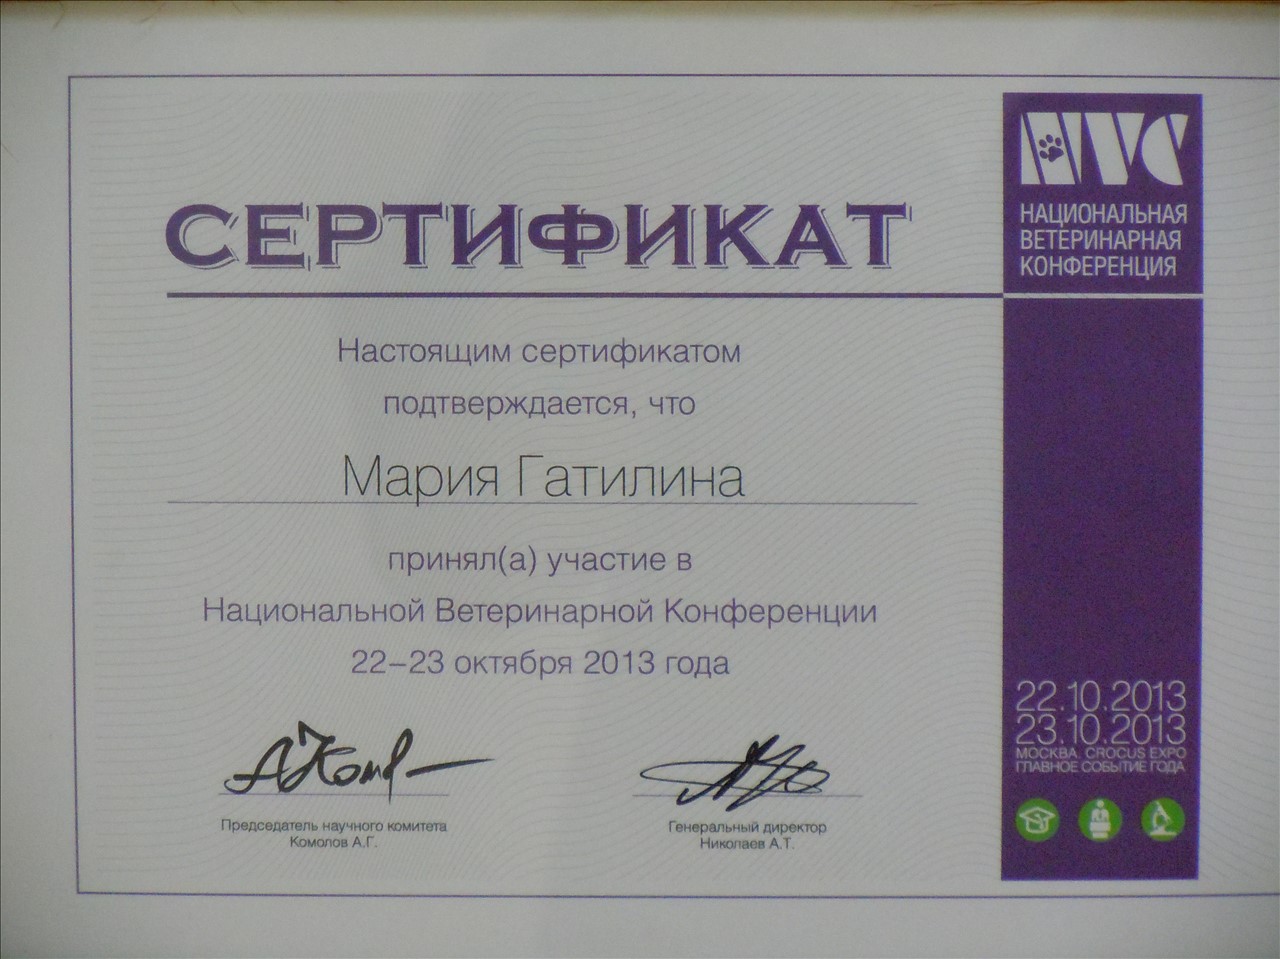 СЕРТИФИКАТ
Настоящим сертификатом
подтверждается, что
Мария Гатилина
принял(а) участие в
Национальной Ветеринарной Конференции
22–23 октября 2013 года
Председатель научного комитета
Комолов А.Г.
Генеральный директор
Николаев А.Т.
NVC
НАЦИОНАЛЬНАЯ
ВЕТЕРИНАРНАЯ
КОНФЕРЕНЦИЯ
22.10.2013
23.10.2013
МОСКВА, CROCUS EXPO
ГЛАВНОЕ СОБЫТИЕ ГОДА